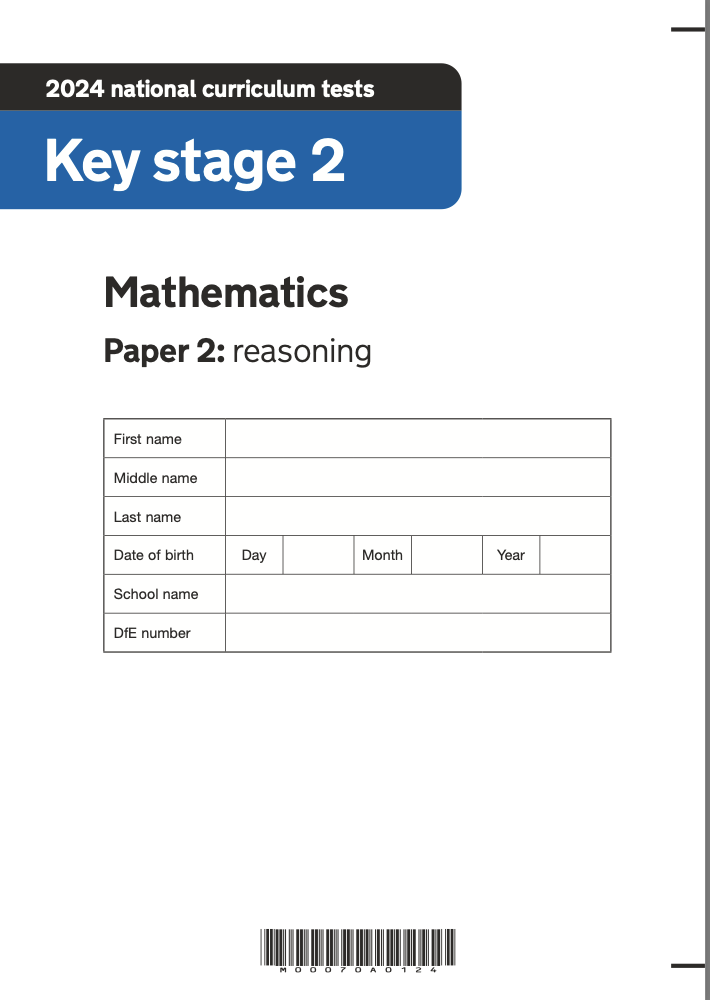 2024 national curriculum tests
Key stage 2
Mathematics
Paper 2: reasoning
First name
Middle name
Last name
Date of birth Day Month Year
School name
DfE number
M00070A0124